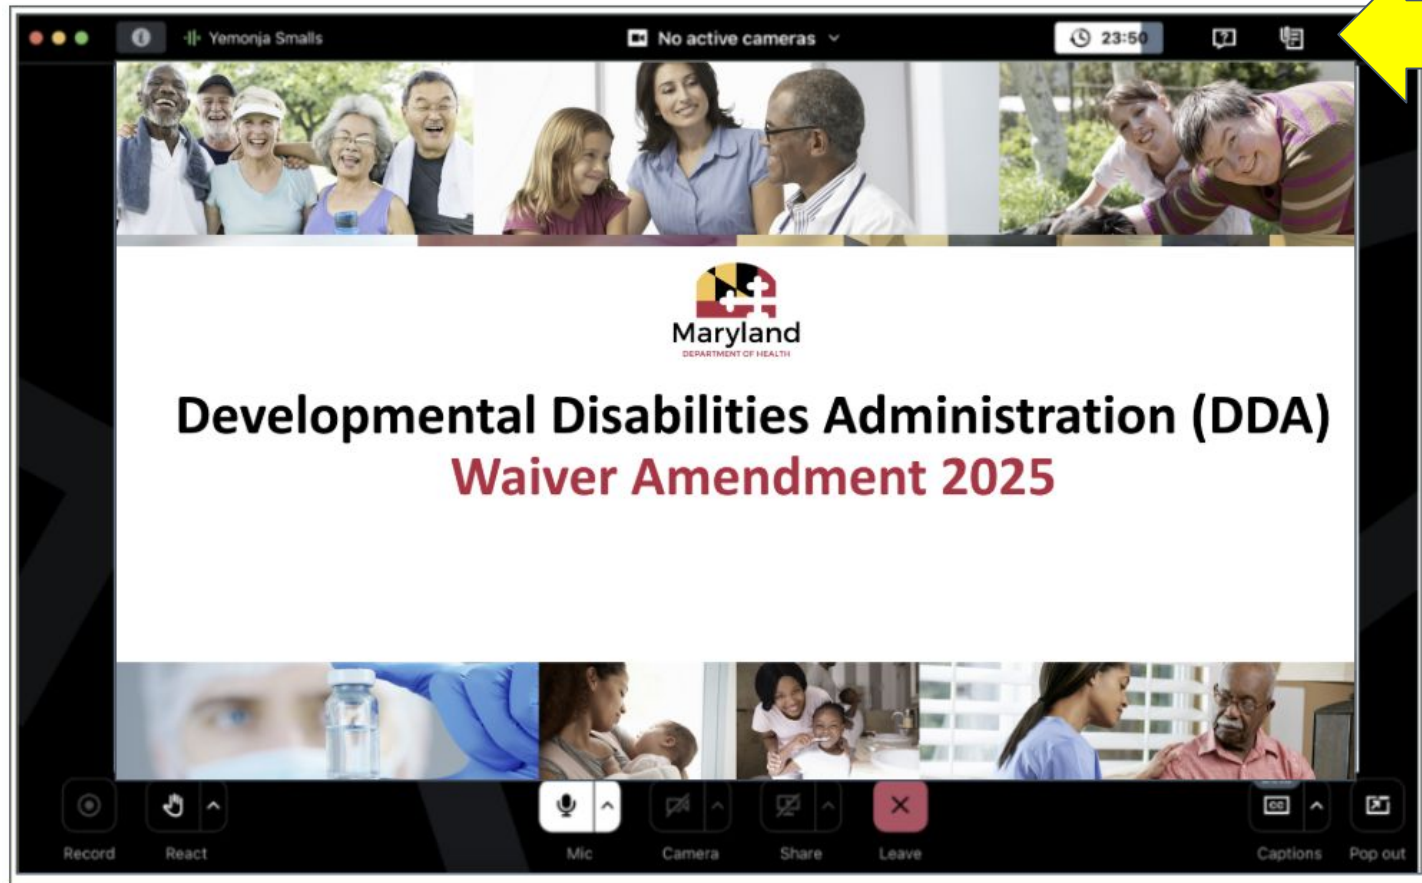 Yemonja Smalls
No active cameras
23:50
Maryland
DEPARTMENT OF HEALTH
Developmental Disabilities Administration (DDA)
Waiver Amendment 2025
CC
Record
React
Mic
Camera
Share
Leave
Captions
Pop out